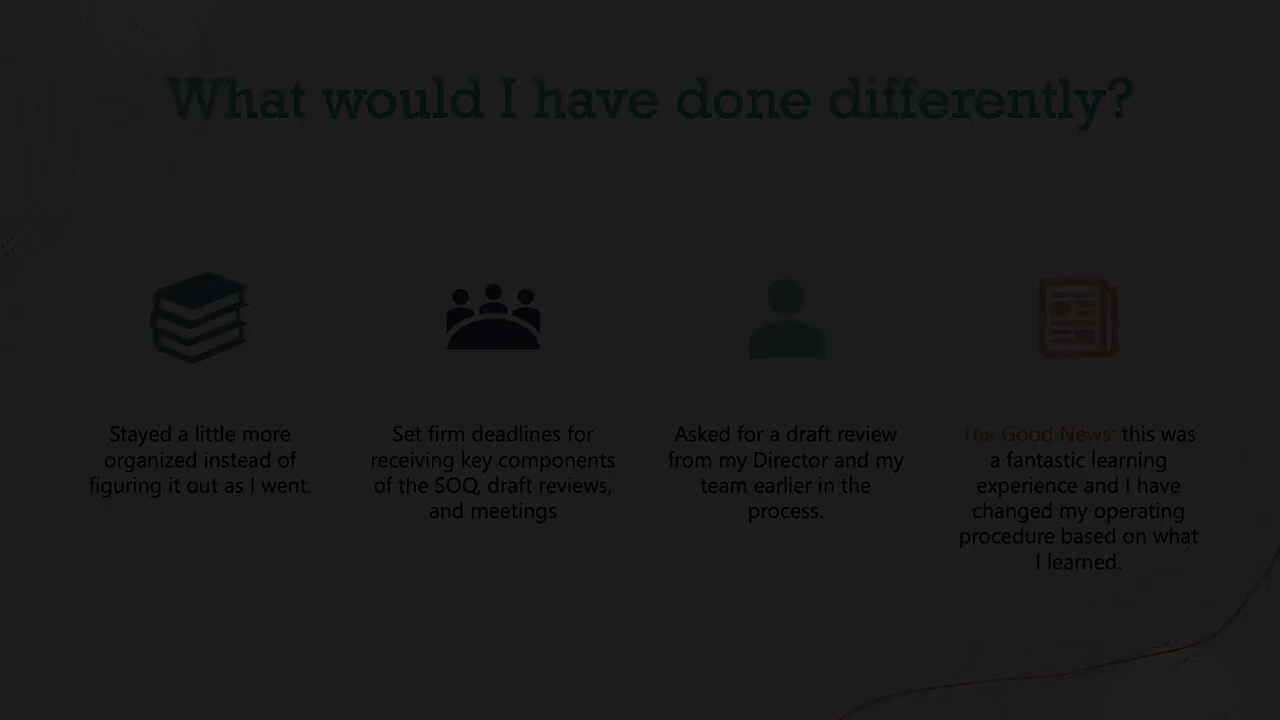 What would I have done differently?
Stayed a little more
organized instead of
figuring it out as I went.
Set firm deadlines for
receiving key components
of the SOQ, draft reviews,
and meetings
Asked for a draft review
from my Director and my
team earlier in the
process.
The Good News: this was
a fantastic learning
experience and I have
changed my operating
procedure based on what
I learned.